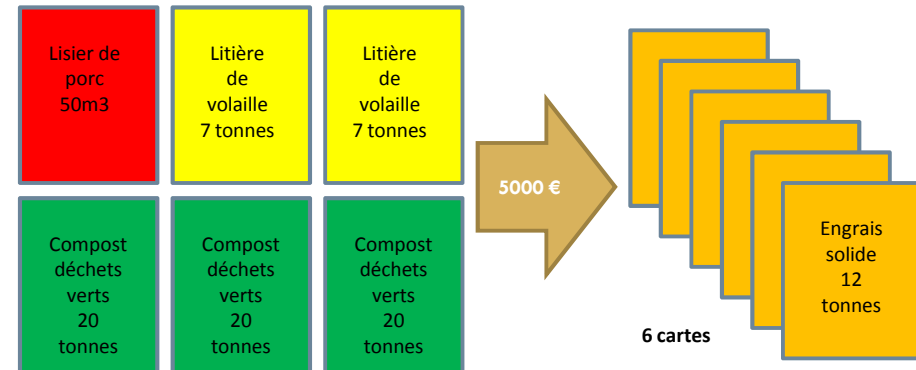 Lisier de
porc
50m3
Litière
de
volaille
7 tonnes
Litière
de
volaille
7 tonnes
Compost
déchets
verts
20
tonnes
Compost
déchets
verts
20
tonnes
Compost
déchets
verts
20
tonnes
5000 €
Engrais
solide
12
tonnes
6 cartes